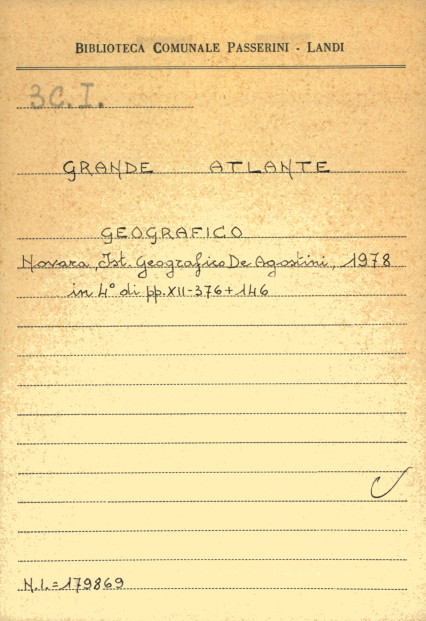 BIBLIOTECA COMUNALE PASSERINI - LANDI
3C.I.
GRANDE ATLANTE
GEOGRAFICO
Novara, Ist. Geografico De Agostini, 1978
in 4° di pp. XII-376+146
N.I.=179869